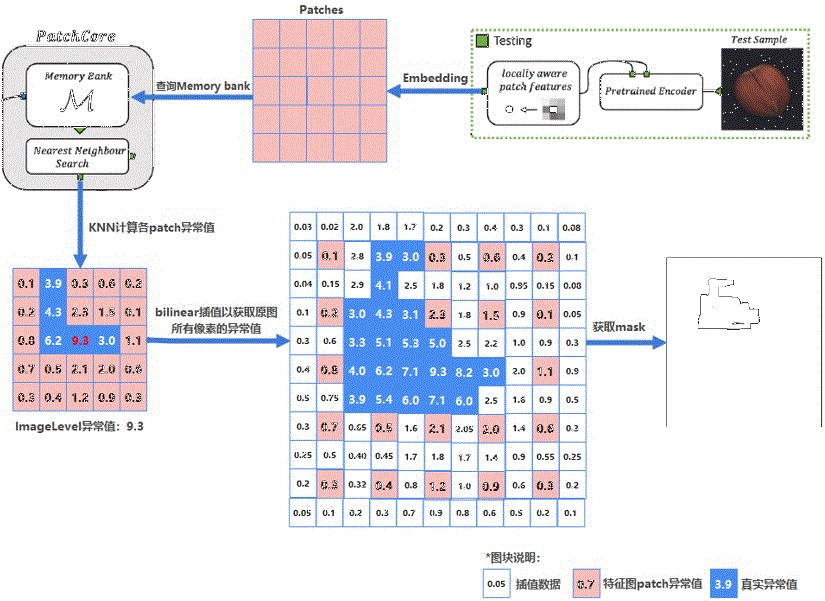 Patches
PatchCore
Memory Bank
M
Nearest Neighbour
Search
查询Memory bank
Embedding
Testing
Test Sample
locally aware
patch features
Pretrained Encoder
KNN计算各patch异常值
0.1 3.9 0.3 0.6 0.2
0.2 4.3 2.3 1.5 0.1
0.8 6.2 9.3 3.0 1.1
0.7 0.5 2.1 2.0 0.6
0.3 0.4 1.2 0.9 0.3
ImageLevel异常值：9.3
bilinear插值以获取原图
所有像素的异常值
0.03 0.02 2.0 1.8 1.7 0.2 0.3 0.4 0.3 0.1 0.08
0.05 0.1 2.8 3.9 3.0 0.3 0.5 0.6 0.4 0.2 0.1
0.04 0.15 2.9 4.1 2.5 1.8 1.2 1.0 0.95 0.15 0.08
0.1 0.2 3.0 4.3 3.1 2.3 1.8 1.5 0.9 0.1 0.05
0.3 0.6 3.3 5.1 5.3 5.0 2.5 2.2 1.0 0.9 0.3
0.4 0.8 4.0 6.2 7.1 9.3 8.2 3.0 2.0 1.1 0.9
0.5 0.75 3.9 5.4 6.0 7.1 6.0 2.5 1.6 0.9 0.5
0.3 0.7 0.65 0.5 1.6 2.1 2.05 2.0 1.4 0.6 0.2
0.25 0.5 0.40 0.45 1.7 1.8 1.7 1.4 0.9 0.55 0.25
0.2 0.3 0.32 0.4 0.8 1.2 1.0 0.9 0.6 0.3 0.2
0.05 0.1 0.2 0.3 0.7 0.9 0.8 0.6 0.5 0.2 0.1
获取mask
*图块说明：
0.05 插值数据 0.7 特征图patch异常值 3.9 真实异常值